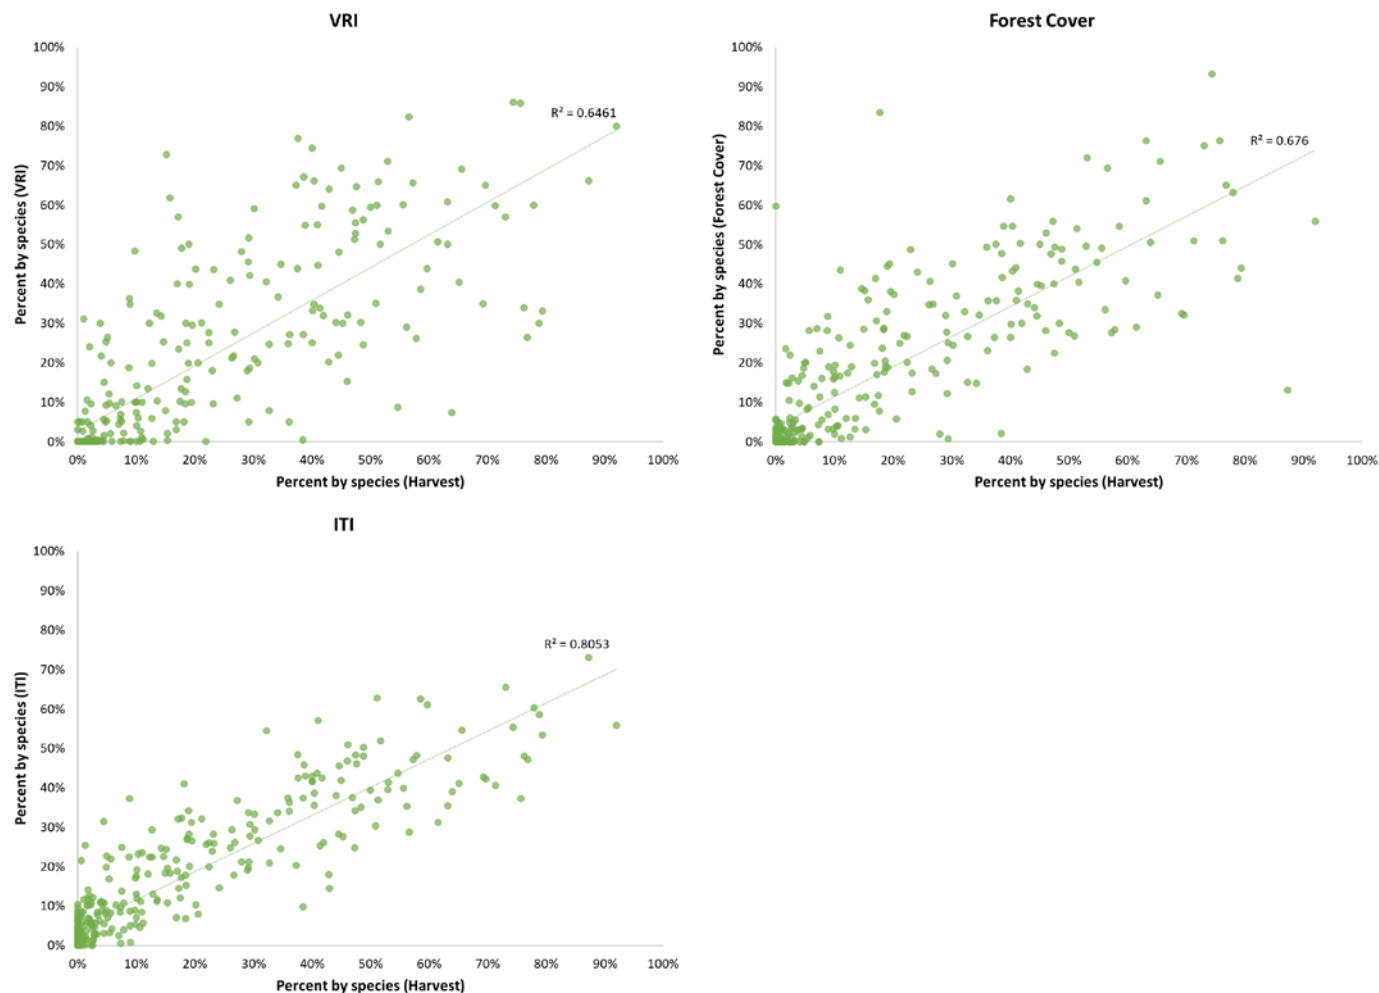 VRI
100%
90%
80%
70%
60%
50%
40%
30%
20%
10%
0%
Percent by species (VRI)
R² = 0.6461
0% 10% 20% 30% 40% 50% 60% 70% 80% 90% 100%
Percent by species (Harvest)
Forest Cover
100%
90%
80%
70%
60%
50%
40%
30%
20%
10%
0%
Percent by species (Forest Cover)
R² = 0.676
0% 10% 20% 30% 40% 50% 60% 70% 80% 90% 100%
Percent by species (Harvest)
ITI
100%
90%
80%
70%
60%
50%
40%
30%
20%
10%
0%
Percent by species (ITI)
R² = 0.8053
0% 10% 20% 30% 40% 50% 60% 70% 80% 90% 100%
Percent by species (Harvest)